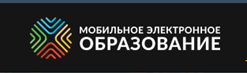 МОБИЛЬНОЕ ЭЛЕКТРОННОЕ
ОБРАЗОВАНИЕ